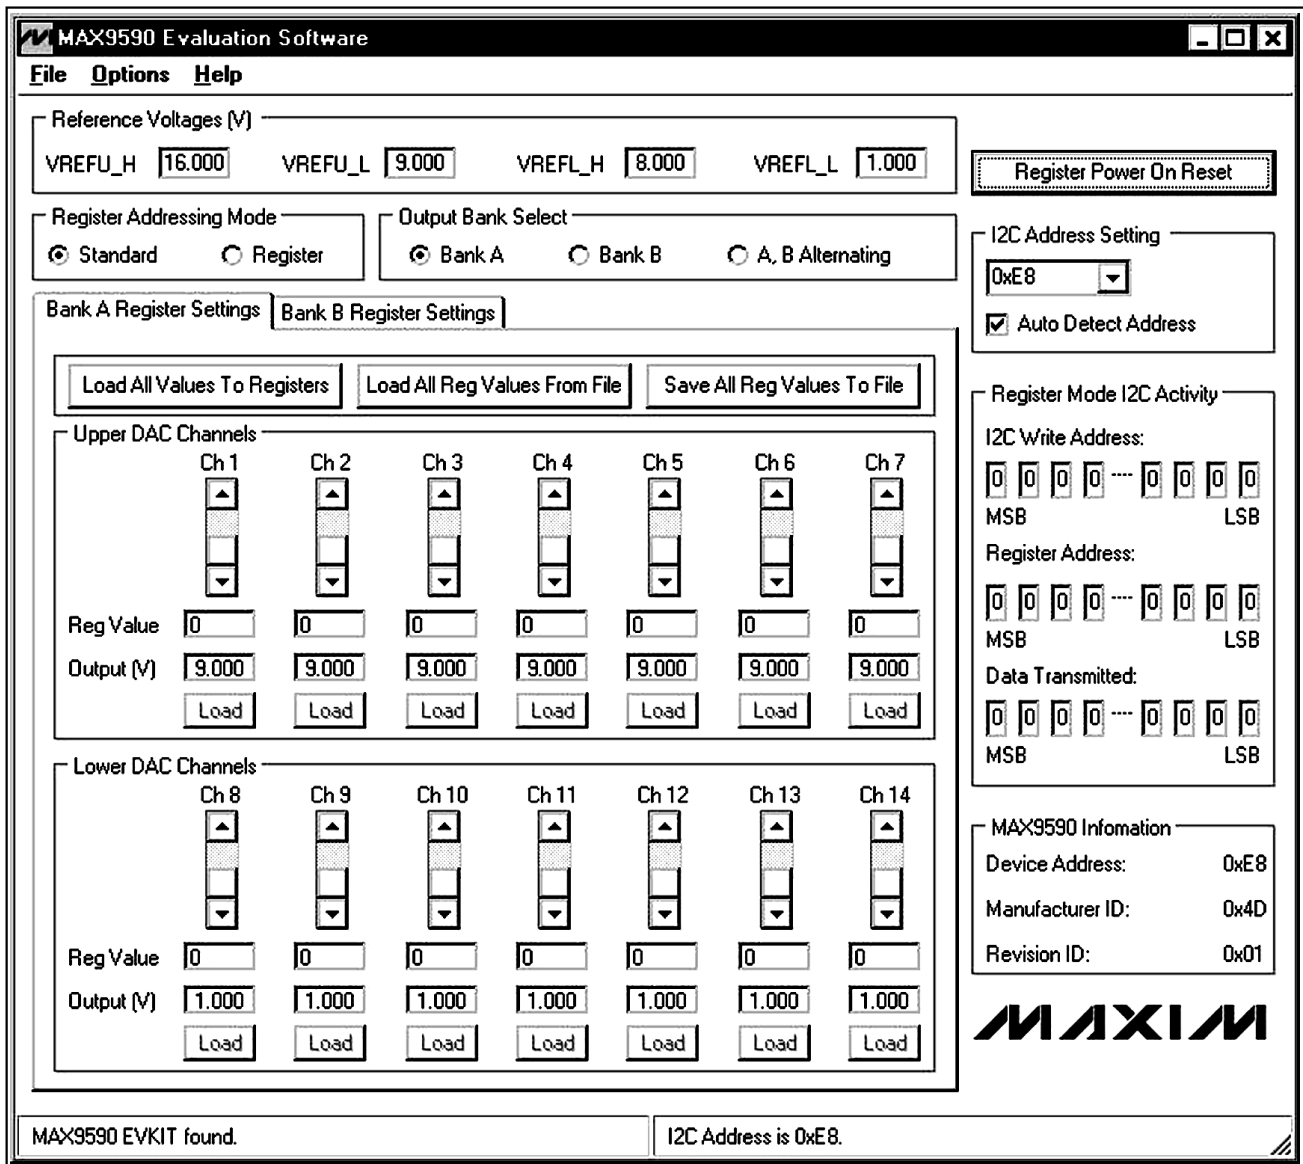 MAX9590 Evaluation Software
File Options Help
Reference Voltages (V)
VREFU_H 16.000 VREFU_L 9.000 VREFL_H 8.000 VREFL_L 1.000
Register Power On Reset
Register Addressing Mode
Standard Register
Output Bank Select
Bank A Bank B A, B Alternating
I2C Address Setting
0xE8
Auto Detect Address
Bank A Register Settings Bank B Register Settings
Load All Values To Registers Load All Reg Values From File Save All Reg Values To File
Upper DAC Channels
Ch 1 Ch 2 Ch 3 Ch 4 Ch 5 Ch 6 Ch 7
Reg Value 0 0 0 0 0 0 0
Output (V) 9.000 9.000 9.000 9.000 9.000 9.000 9.000
Load Load Load Load Load Load Load
Lower DAC Channels
Ch 8 Ch 9 Ch 10 Ch 11 Ch 12 Ch 13 Ch 14
Reg Value 0 0 0 0 0 0 0
Output (V) 1.000 1.000 1.000 1.000 1.000 1.000 1.000
Load Load Load Load Load Load Load
Register Mode I2C Activity
I2C Write Address:
0 0 0 0 ---- 0 0 0 0
MSB LSB
Register Address:
0 0 0 0 ---- 0 0 0 0
MSB LSB
Data Transmitted:
0 0 0 0 ---- 0 0 0 0
MSB LSB
MAX9590 Infomation
Device Address: 0xE8
Manufacturer ID: 0x4D
Revision ID: 0x01
MAXIM
MAX9590 EVKIT found.
I2C Address is 0xE8.